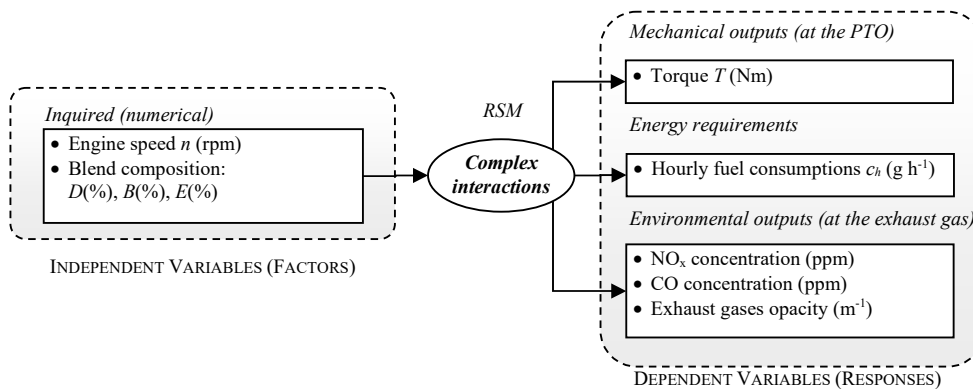 Inquired (numerical)
• Engine speed n (rpm)
• Blend composition:
D(%), B(%), E(%)
INDEPENDENT VARIABLES (FACTORS)
RSM
Complex
interactions
Mechanical outputs (at the PTO)
• Torque T (Nm)
Energy requirements
• Hourly fuel consumptions cₕ (g h⁻¹)
Environmental outputs (at the exhaust gas)
• NOₓ concentration (ppm)
• CO concentration (ppm)
• Exhaust gases opacity (m⁻¹)
DEPENDENT VARIABLES (RESPONSES)